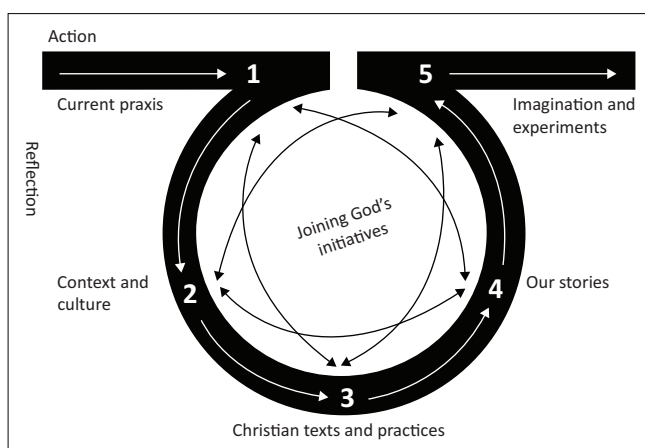 Action
1
5
Current praxis
Imagination and
experiments
Reflection
Joining God's
initiatives
Context and
culture
2
4
Our stories
3
Christian texts and practices